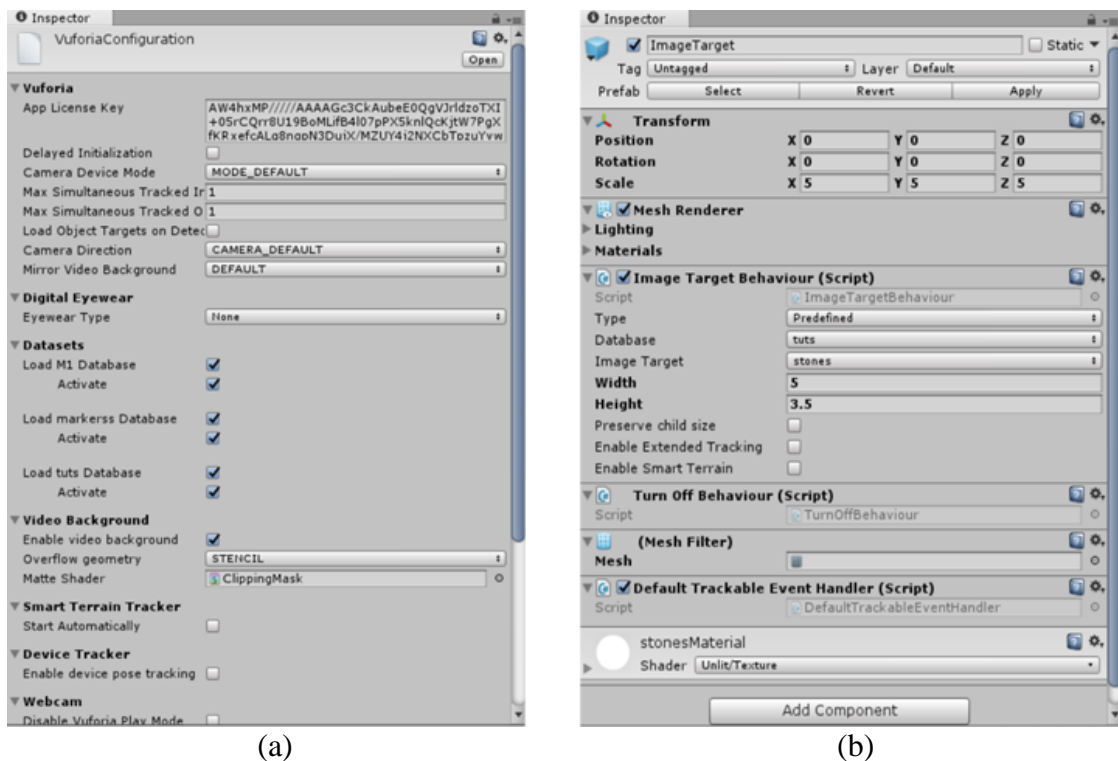 Inspector
VuforiaConfiguration
Open
Vuforia
App License Key
AW4hxMP/////AAAAGc3CkAubeE0QgVJrldzoTXI
+05rCQrr8U19BoMLifB4l07pPX5knlQcKjtW7PgX
Delayed Initialization
Camera Device Mode MODE_DEFAULT
Max Simultaneous Tracked Ir 1
Max Simultaneous Tracked O 1
Load Object Targets on Detec
Camera Direction CAMERA_DEFAULT
Mirror Video Background DEFAULT
Digital Eyewear
Eyewear Type None
Datasets
Load M1 Database
Activate
Load markerss Database
Activate
Load tuts Database
Activate
Video Background
Enable video background
Overflow geometry STENCIL
Matte Shader ClippingMask
Smart Terrain Tracker
Start Automatically
Device Tracker
Enable device pose tracking
Webcam
Disable Vuforia Play Mode
(a)
Inspector
ImageTarget Static
Tag Untagged Layer Default
Prefab Select Revert Apply
Transform
Position X 0 Y 0 Z 0
Rotation X 0 Y 0 Z 0
Scale X 5 Y 5 Z 5
Mesh Renderer
Lighting
Materials
Image Target Behaviour (Script)
Script ImageTargetBehaviour
Type Predefined
Database tuts
Image Target stones
Width 5
Height 3.5
Preserve child size
Enable Extended Tracking
Enable Smart Terrain
Turn Off Behaviour (Script)
Script TurnOffBehaviour
(Mesh Filter)
Mesh
Default Trackable Event Handler (Script)
Script DefaultTrackableEventHandler
stonesMaterial
Shader Unlit/Texture
Add Component
(b)